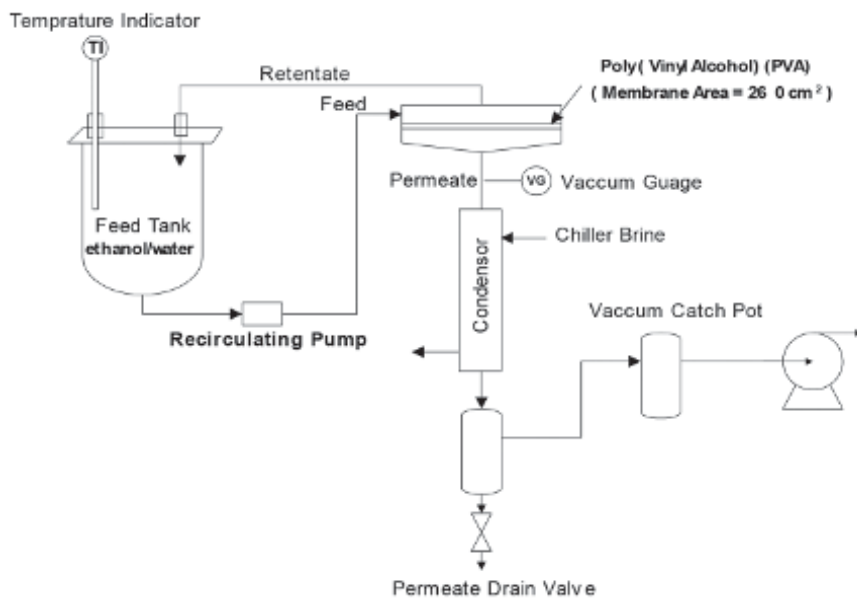 Temprature Indicator
TI
Retentate
Poly( Vinyl Alcohol) (PVA)
( Membrane Area = 26 0 cm²)
Feed
Permeate
VG
Vaccum Guage
Feed Tank
ethanol/water
Chiller Brine
Condensor
Recirculating Pump
Vaccum Catch Pot
Permeate Drain Valve